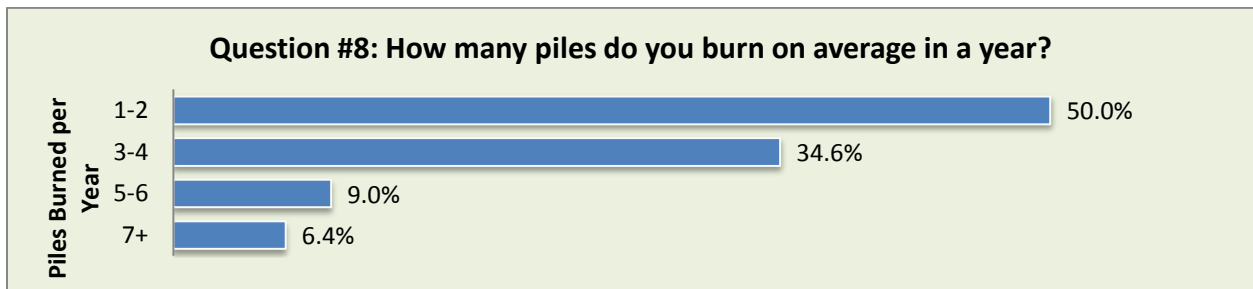 Question #8: How many piles do you burn on average in a year?
Piles Burned per
Year
1-2
50.0%
3-4
34.6%
5-6
9.0%
7+
6.4%